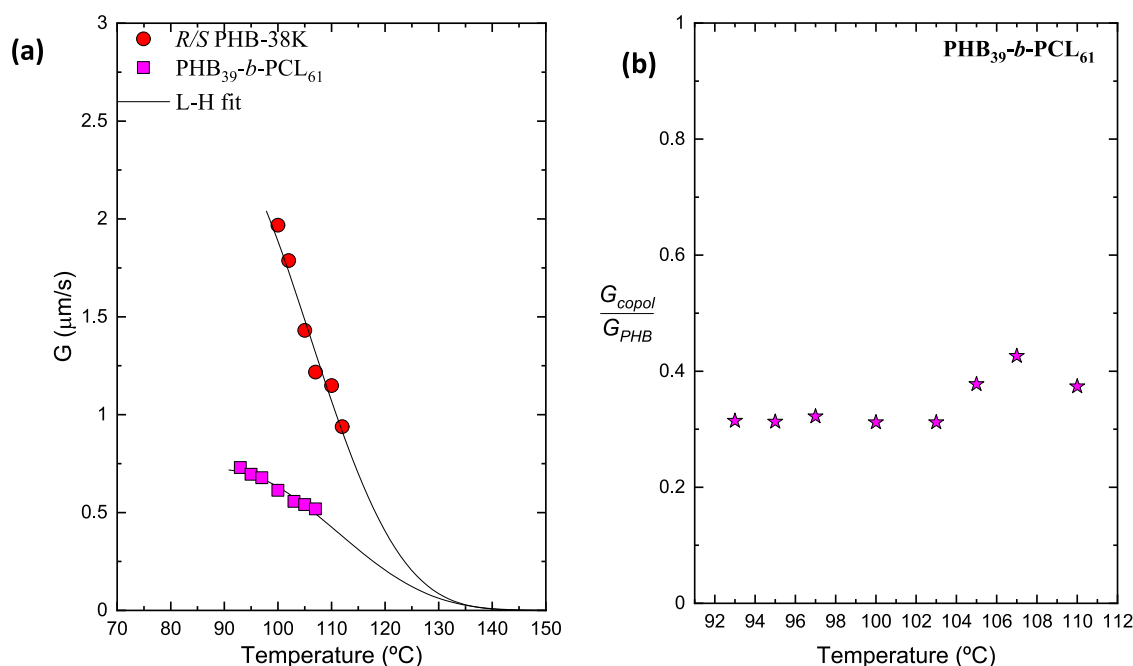 (a)
R/S PHB-38K
PHB39-b-PCL61
L-H fit
G (μm/s)
3
2.5
2
1.5
1
0.5
0
70 80 90 100 110 120 130 140 150
Temperature (ºC)
(b)
PHB39-b-PCL61
Gcopol
GPHB
1
0.8
0.6
0.4
0.2
0
92 94 96 98 100 102 104 106 108 110 112
Temperature (ºC)